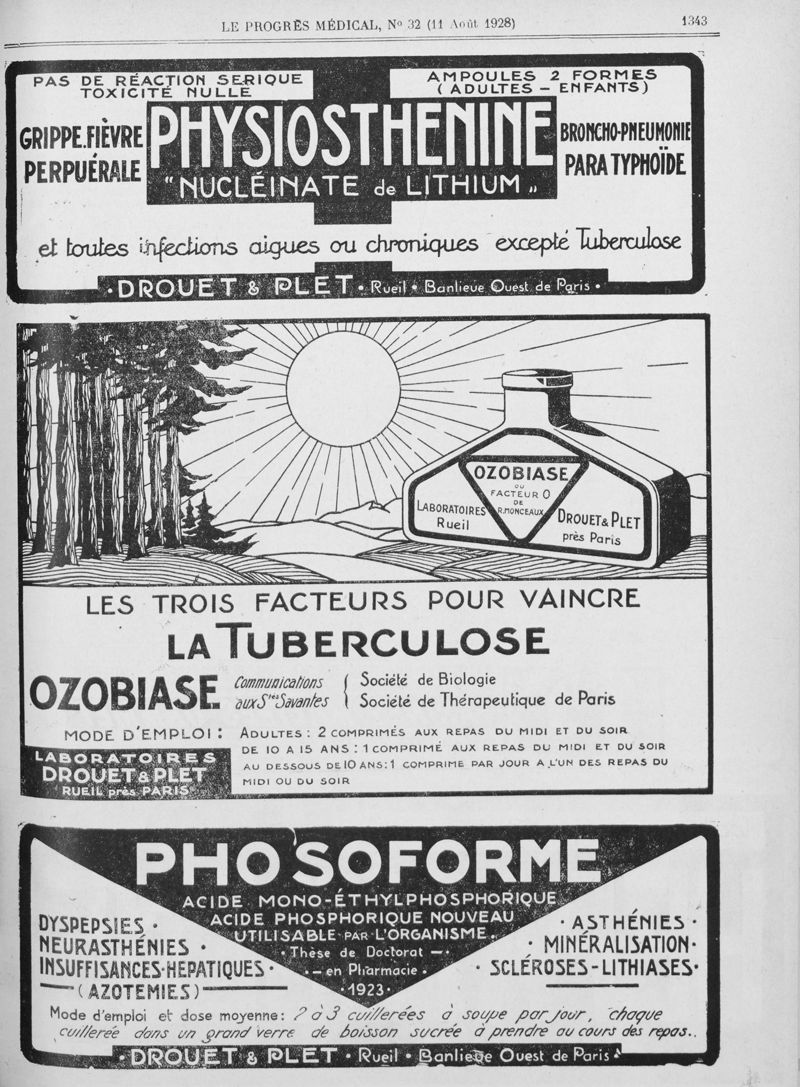 LE PROGRÈS MÉDICAL, No 32 (11 Août 1928)
1343
PAS DE RÉACTION SERIQUE
TOXICITÉ NULLE
AMPOULES 2 FORMES
(ADULTES - ENFANTS)
GRIPPE.FIÈVRE
PERPUÉRALE
PHYSIOSTHENINE
"NUCLÉINATE de LITHIUM„
BRONCHO-PNEUMONIE
PARA TYPHOÏDE
et toutes infections aigues ou chroniques excepté Tuberculose
• DROUET & PLET • Rueil • Banlieue Ouest de Paris •
OZOBIASE
OU
FACTEUR O
DE
R.MONCEAUX
LABORATOIRES
Rueil
DROUET & PLET
près Paris
LES TROIS FACTEURS POUR VAINCRE
LA TUBERCULOSE
OZOBIASE
Communications
aux Stés Savantes
Société de Biologie
Société de Thérapeutique de Paris
MODE D'EMPLOI :
ADULTES : 2 COMPRIMÉS AUX REPAS DU MIDI ET DU SOIR
DE 10 A 15 ANS : 1 COMPRIMÉ AUX REPAS DU MIDI ET DU SOIR
AU DESSOUS DE 10 ANS : 1 COMPRIME PAR JOUR A L'UN DES REPAS DU
MIDI OU DU SOIR
LABORATOIRES
DROUET & PLET
RUEIL près PARIS
PHOSOFORME
ACIDE MONO-ÉTHYLPHOSPHORIQUE
ACIDE PHOSPHORIQUE NOUVEAU
UTILISABLE PAR L'ORGANISME.
• Thèse de Doctorat —
• — en Pharmacie •
• 1923 •
DYSPEPSIES •
NEURASTHÉNIES •
INSUFFISANCES-HEPATIQUES •
— (AZOTEMIES) —
• ASTHÉNIES •
• MINÉRALISATION •
• SCLÉROSES - LITHIASES •
Mode d'emploi et dose moyenne : 2 à 3 cuillerées à soupe par jour, chaque
cuillerée dans un grand verre de boisson sucrée à prendre au cours des repas..
• DROUET & PLET • Rueil • Banlieue Ouest de Paris